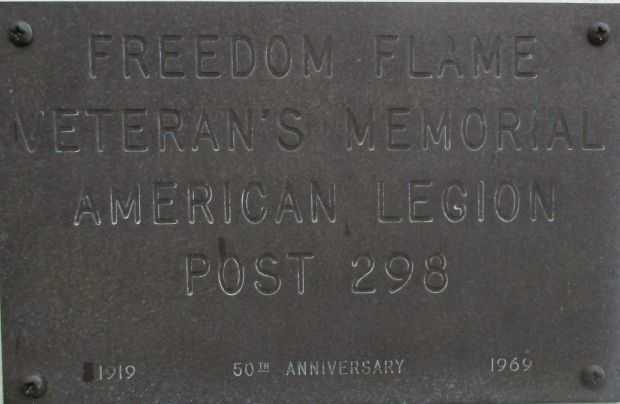 FREEDOM FLAME
VETERAN'S MEMORIAL
AMERICAN LEGION
POST 298
1919 50TH ANNIVERSARY 1969